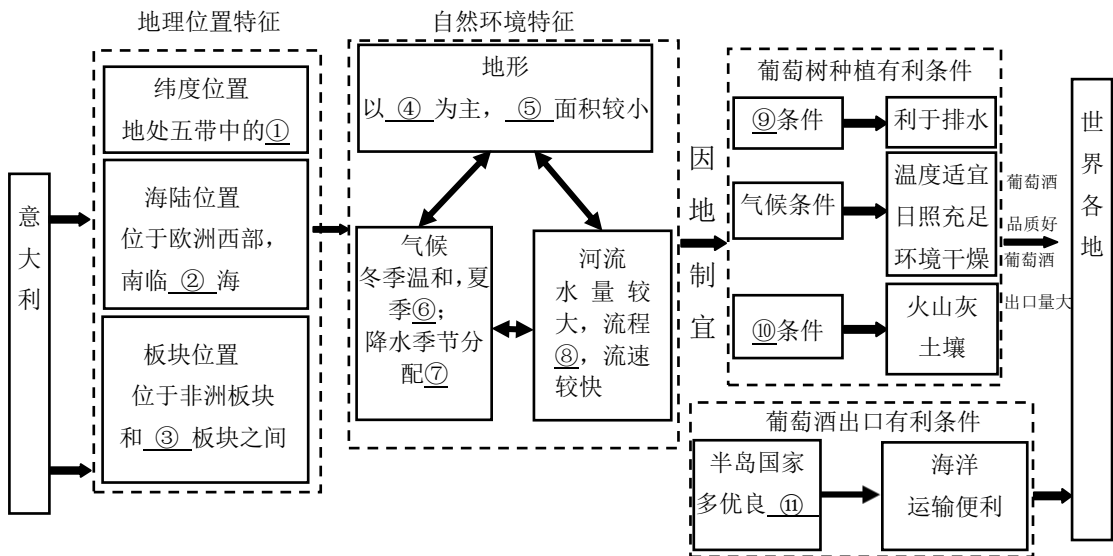 地理位置特征
自然环境特征
意大利
纬度位置
地处五带中的①
海陆位置
位于欧洲西部，
南临 ② 海
板块位置
位于非洲板块
和 ③ 板块之间
地形
以 ④ 为主， ⑤ 面积较小
气候
冬季温和，夏
季⑥；
降水季节分
配⑦
河流
水量较
大，流程
⑧，流速
较快
因地制宜
葡萄树种植有利条件
⑨条件
利于排水
气候条件
温度适宜
日照充足
环境干燥
⑩条件
火山灰
土壤
葡萄酒
品质好
葡萄酒
出口量大
葡萄酒出口有利条件
半岛国家
多优良 ⑪
海洋
运输便利
世界各地